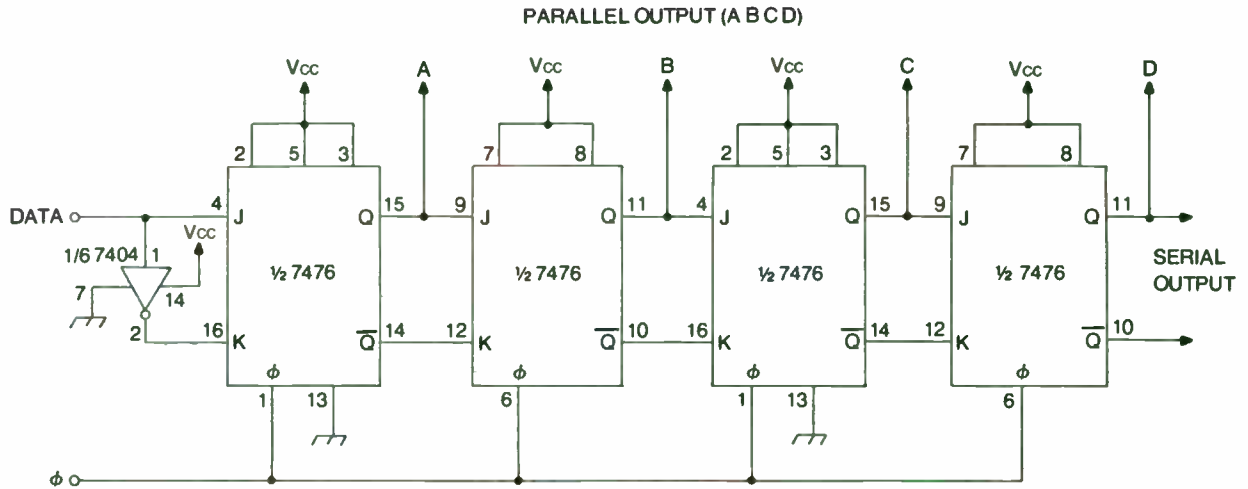 PARALLEL OUTPUT (A B C D)
Vcc A Vcc B Vcc C Vcc D
2 5 3 7 8 2 5 3 7 8
DATA 4 J Q 15 9 J Q 11 4 J Q 15 9 J Q 11
1/6 7404 1 Vcc
7 14
½ 7476 ½ 7476 ½ 7476 ½ 7476
SERIAL
OUTPUT
2 16 K Q̅ 14 12 K Q̅ 10 16 K Q̅ 14 12 K Q̅ 10
ϕ ϕ ϕ ϕ
1 13 6 1 13 6
ϕ